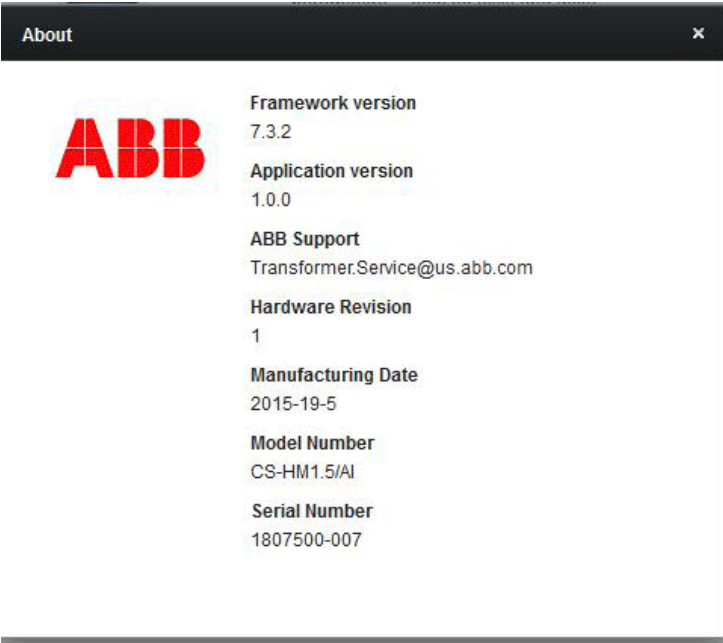 About
×
ABB
Framework version
7.3.2
Application version
1.0.0
ABB Support
Transformer.Service@us.abb.com
Hardware Revision
1
Manufacturing Date
2015-19-5
Model Number
CS-HM1.5/AI
Serial Number
1807500-007